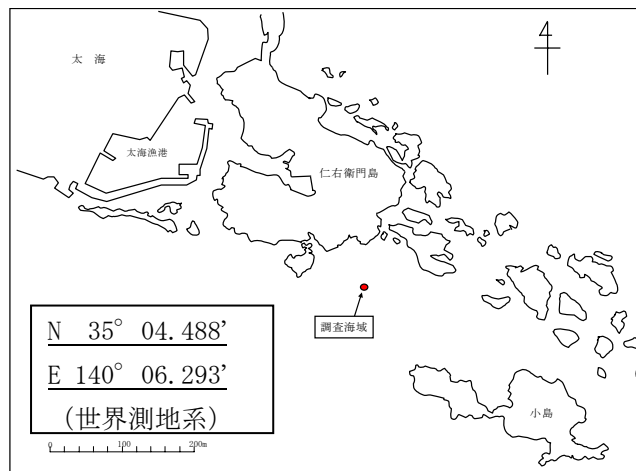 太 海
4
太海漁港
仁右衛門島
調査海域
N 35° 04.488’
E 140° 06.293’
(世界測地系)
小島
0 100 200m